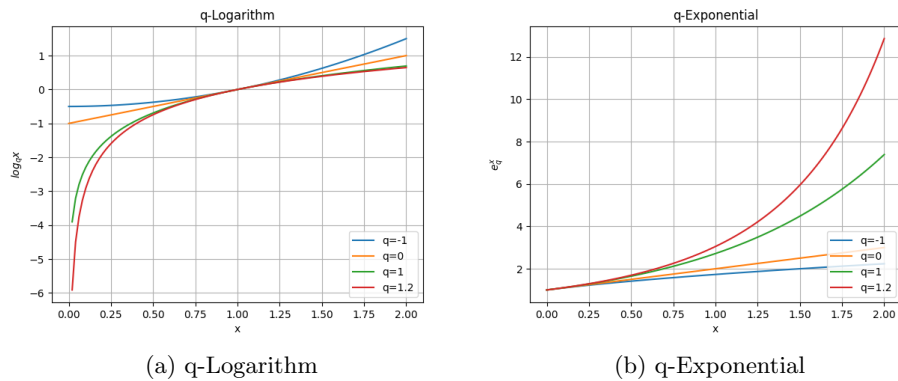 q-Logarithm
1
0
−1
−2
−3
−4
−5
−6
log_q x
0.00 0.25 0.50 0.75 1.00 1.25 1.50 1.75 2.00
x
q=-1
q=0
q=1
q=1.2
(a) q-Logarithm
q-Exponential
12
10
8
6
4
2
e_q^x
0.00 0.25 0.50 0.75 1.00 1.25 1.50 1.75 2.00
x
q=-1
q=0
q=1
q=1.2
(b) q-Exponential